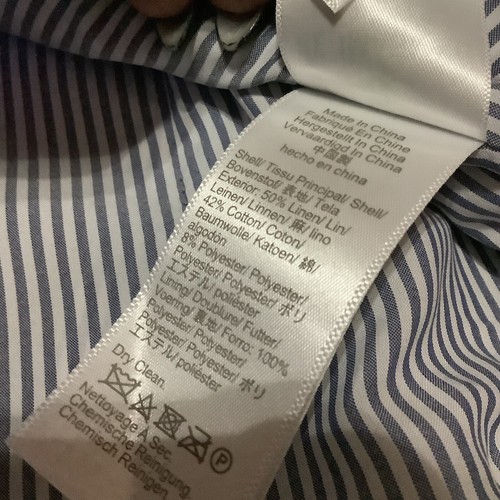 Made In China
Fabriqué En Chine
Hergestellt In China
Vervaardigd In China
中国製
hecho en china
Shell/ Tissu Principal/ Shell/
Bovenstof/ 表地/ Tela
Exterior: 50% Linen/ Lin/
Leinen/ Linnen/ 麻/ lino
42% Cotton/ Coton/
Baumwolle/ Katoen/ 綿/
algodón
8% Polyester/ Polyester/
Polyester/ Polyester/ ポリ
エステル/ poliéster
Lining/ Doublure/ Futter/
Voering/ 裏地/ Forro: 100%
Polyester/ Polyester/
Polyester/ Polyester/ ポリ
エステル/ poliéster
Dry Clean.
P
Nettoyage A Sec.
Chemische Reinigung.
Chemisch Reinigen.